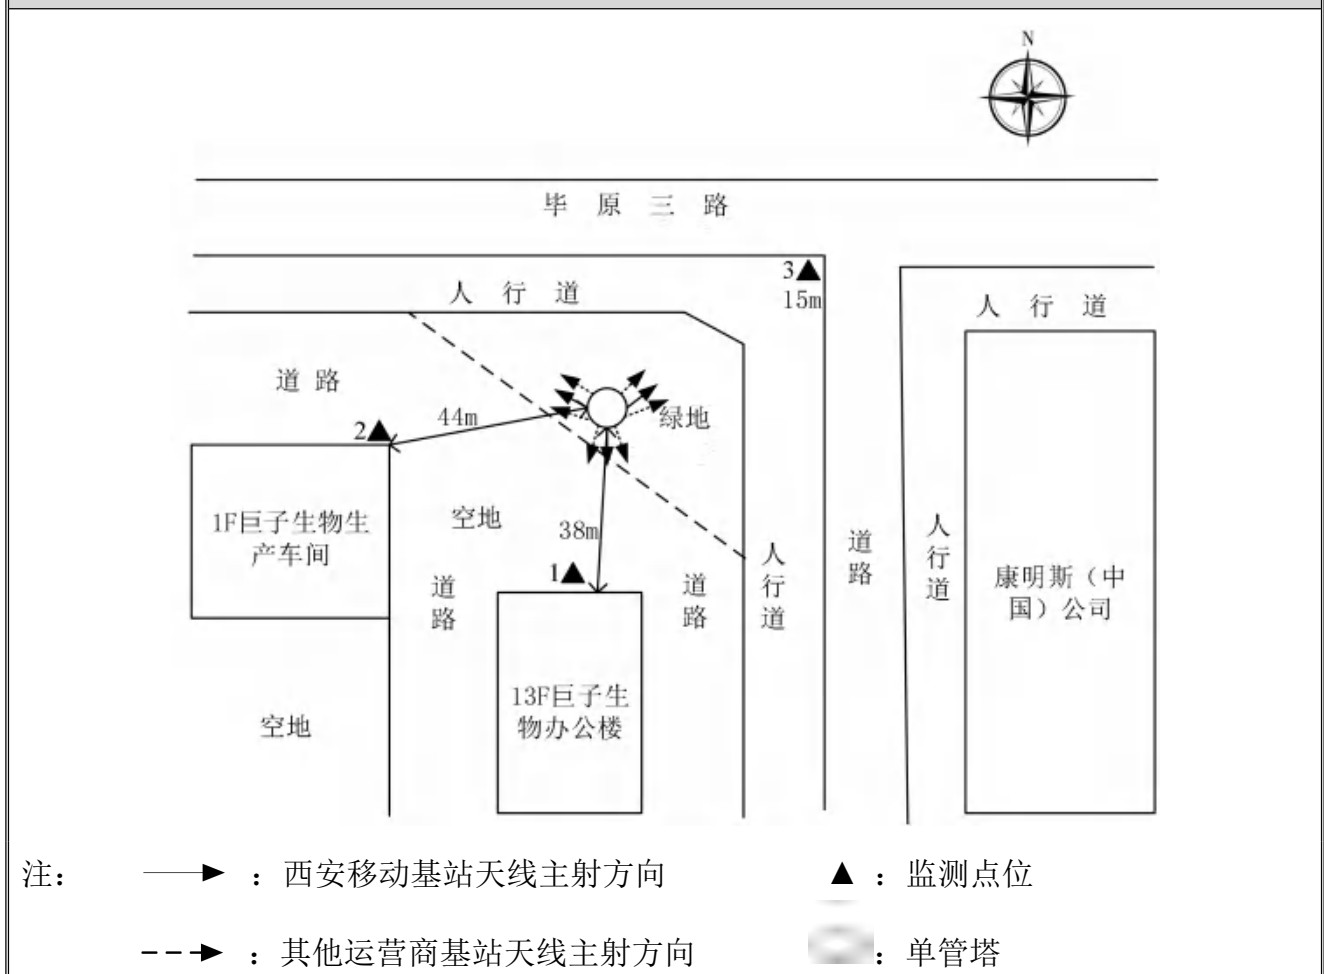 N
毕原三路
3
15m
人行道
人行道
道路
绿地
44m
2
1F巨子生物生
产车间
空地
38m
1
道路
道路
人行道
道路
人行道
康明斯（中
国）公司
13F巨子生
物办公楼
空地
注：
：西安移动基站天线主射方向
：监测点位
：其他运营商基站天线主射方向
：单管塔